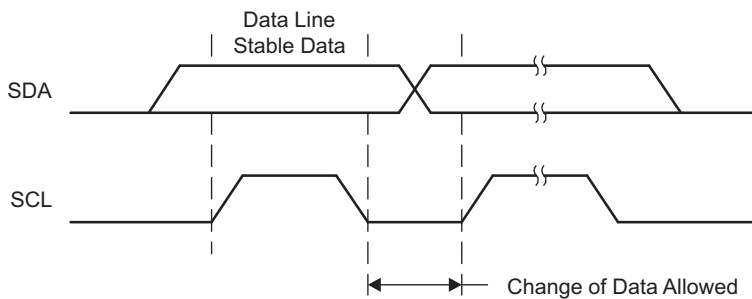 Data Line
Stable Data
SDA
SCL
Change of Data Allowed